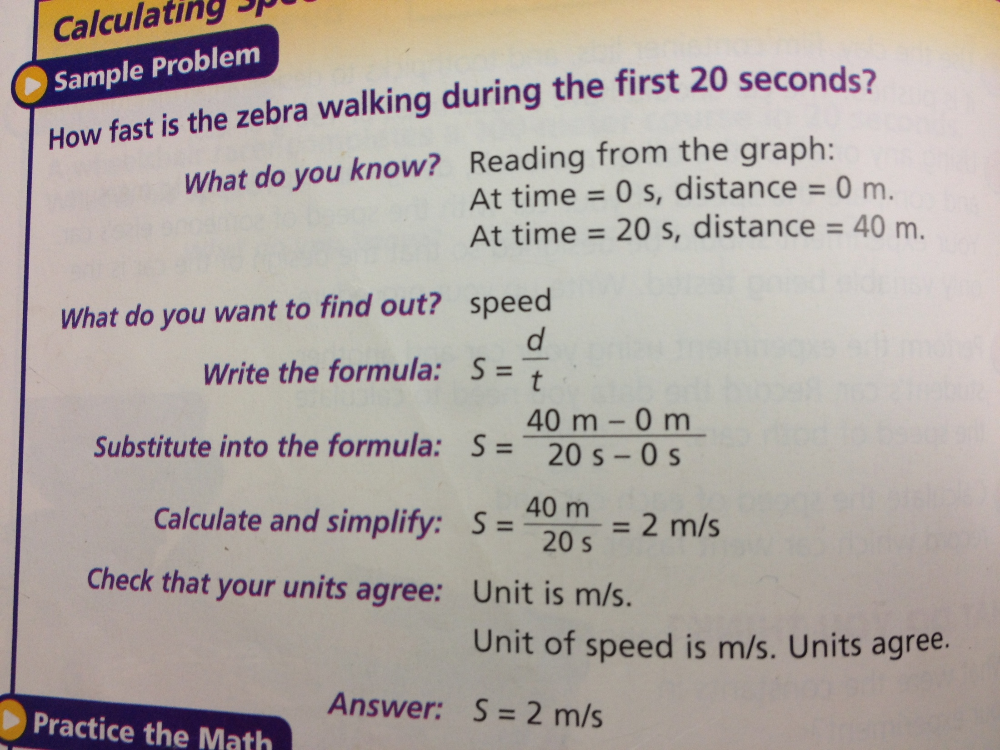 Calculating
Sample Problem
How fast is the zebra walking during the first 20 seconds?
What do you know? Reading from the graph:
At time = 0 s, distance = 0 m.
At time = 20 s, distance = 40 m.
What do you want to find out? speed
Write the formula: S = d/t
Substitute into the formula: S = (40 m – 0 m)/(20 s – 0 s)
Calculate and simplify: S = 40 m/20 s = 2 m/s
Check that your units agree: Unit is m/s.
Unit of speed is m/s. Units agree.
Answer: S = 2 m/s
Practice the Math